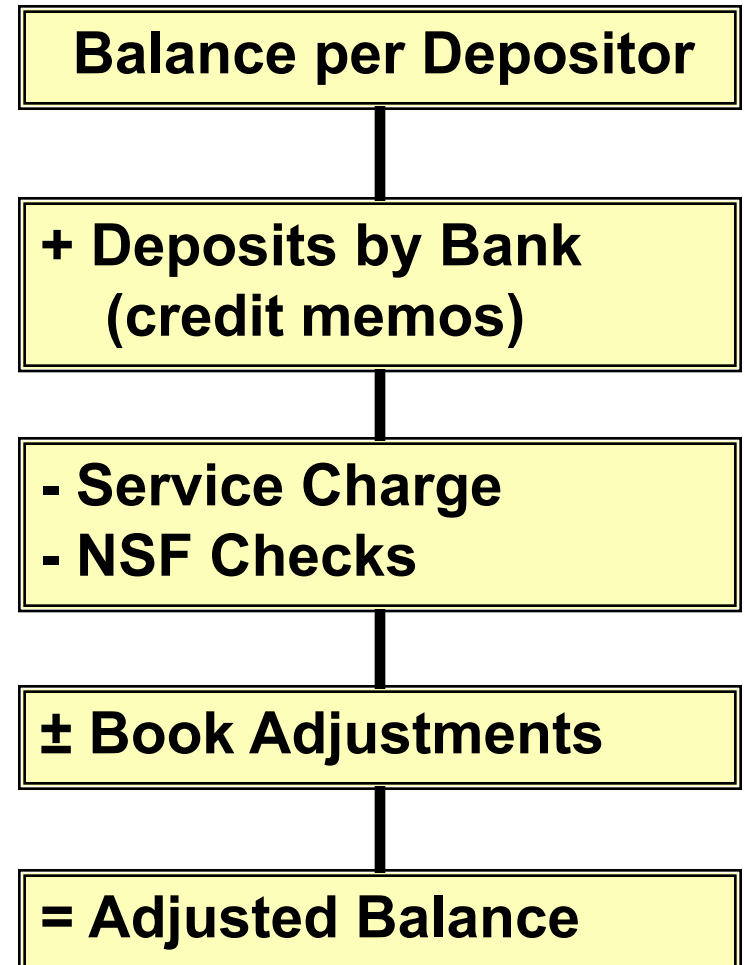 Balance per Depositor
+ Deposits by Bank
(credit memos)
- Service Charge
- NSF Checks
± Book Adjustments
= Adjusted Balance